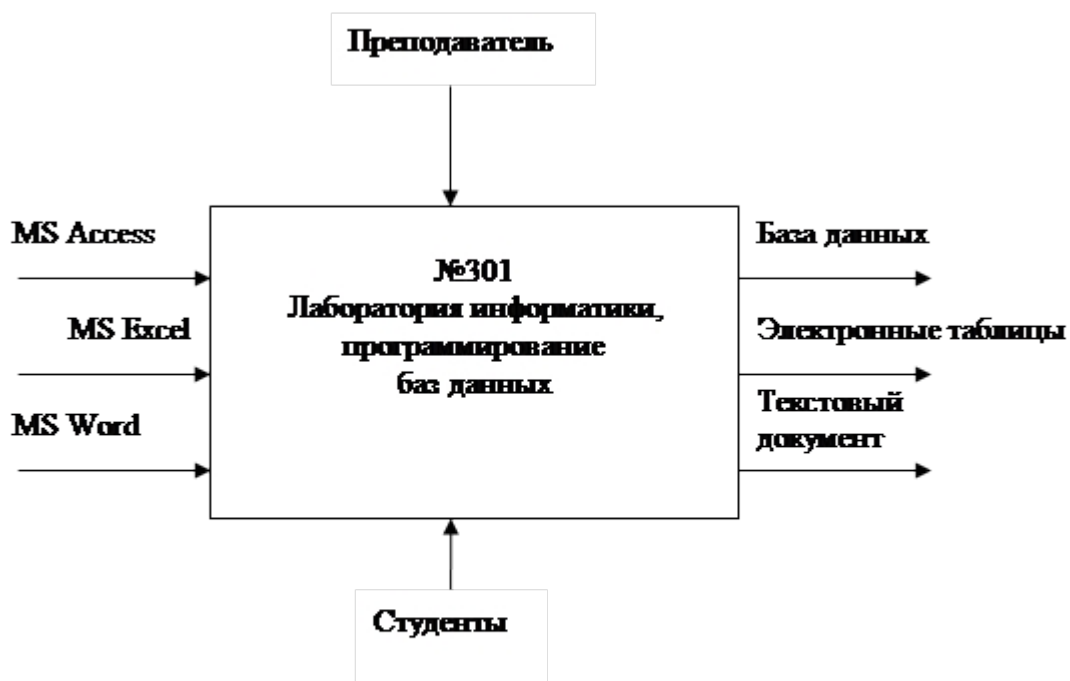 Преподаватель
MS Access
MS Excel
MS Word
№301
Лаборатория информатики,
программирование
баз данных
База данных
Электронные таблицы
Текстовый
документ
Студенты